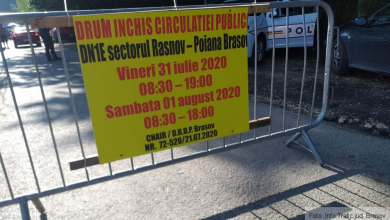 DRUM INCHIS CIRCULATIEI PUBLICE
DN1E sectorul Rasnov – Poiana Brasov
Vineri 31 iulie 2020
08:30 – 19:00
Sambata 01 august 2020
08:30 – 18:00
CNAIR / D.R.D.P. Brasov
NR. 72-520/21.07.2020
POLI
Foto: Info Trafic jud. Brasov